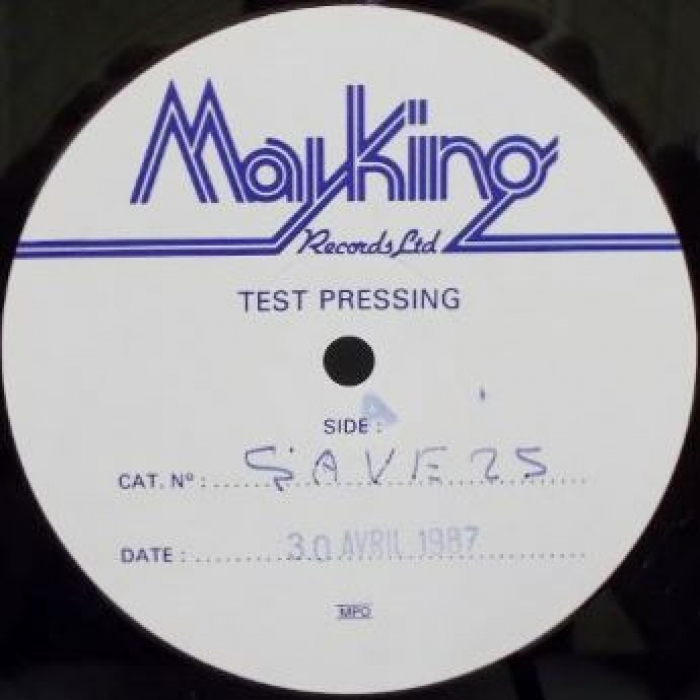 Mayking
Records Ltd
TEST PRESSING
SIDE : A
CAT. Nº : SAVE 25
DATE : 30 AVRIL 1987
MPO